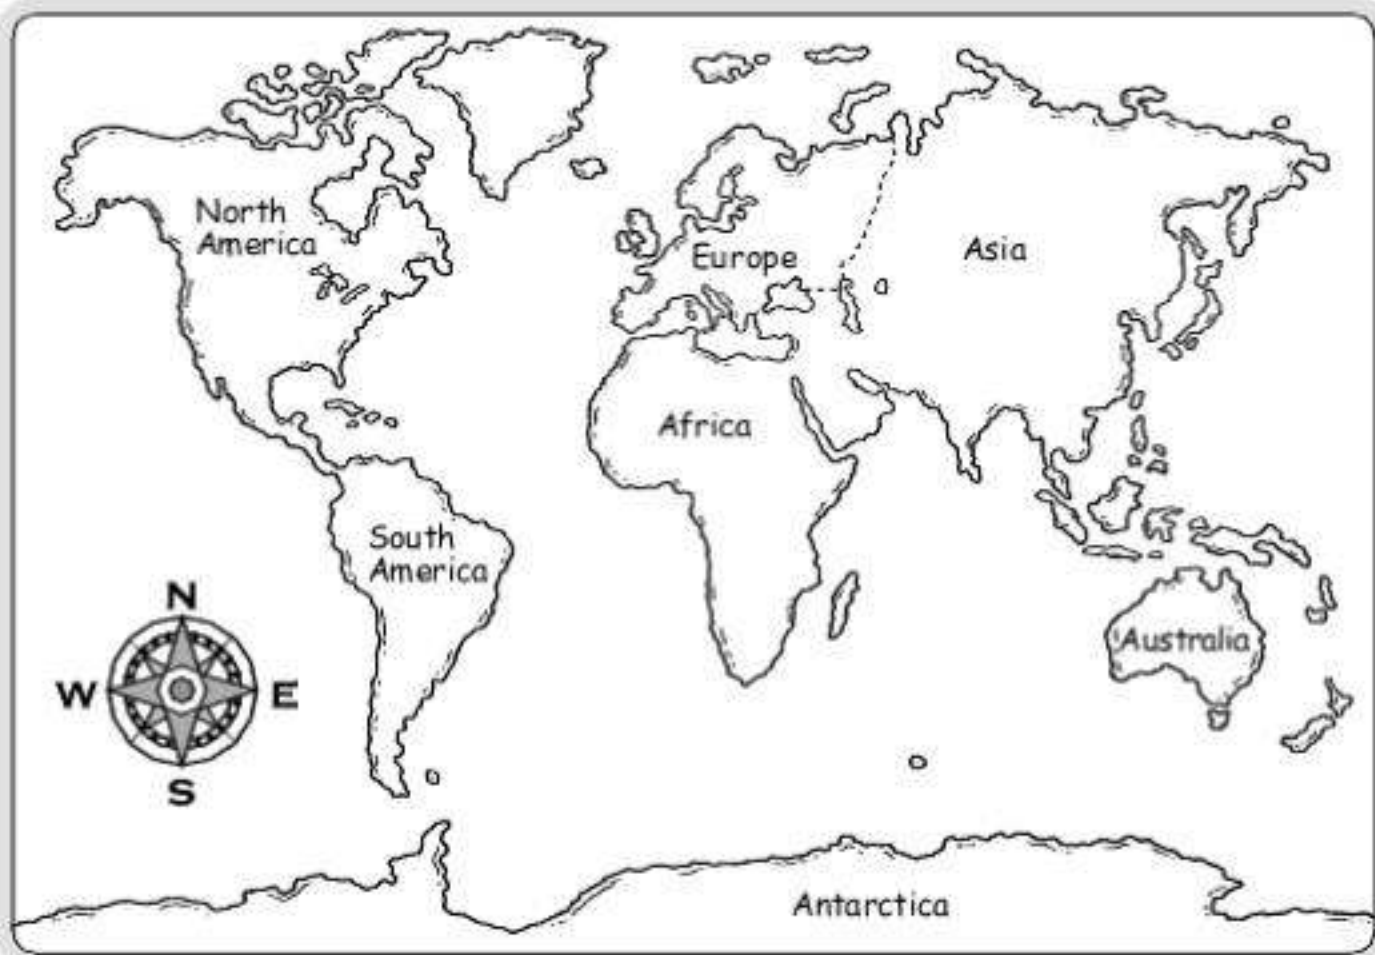 North
America
Europe
Asia
Africa
South
America
Australia
N
W
E
S
Antarctica